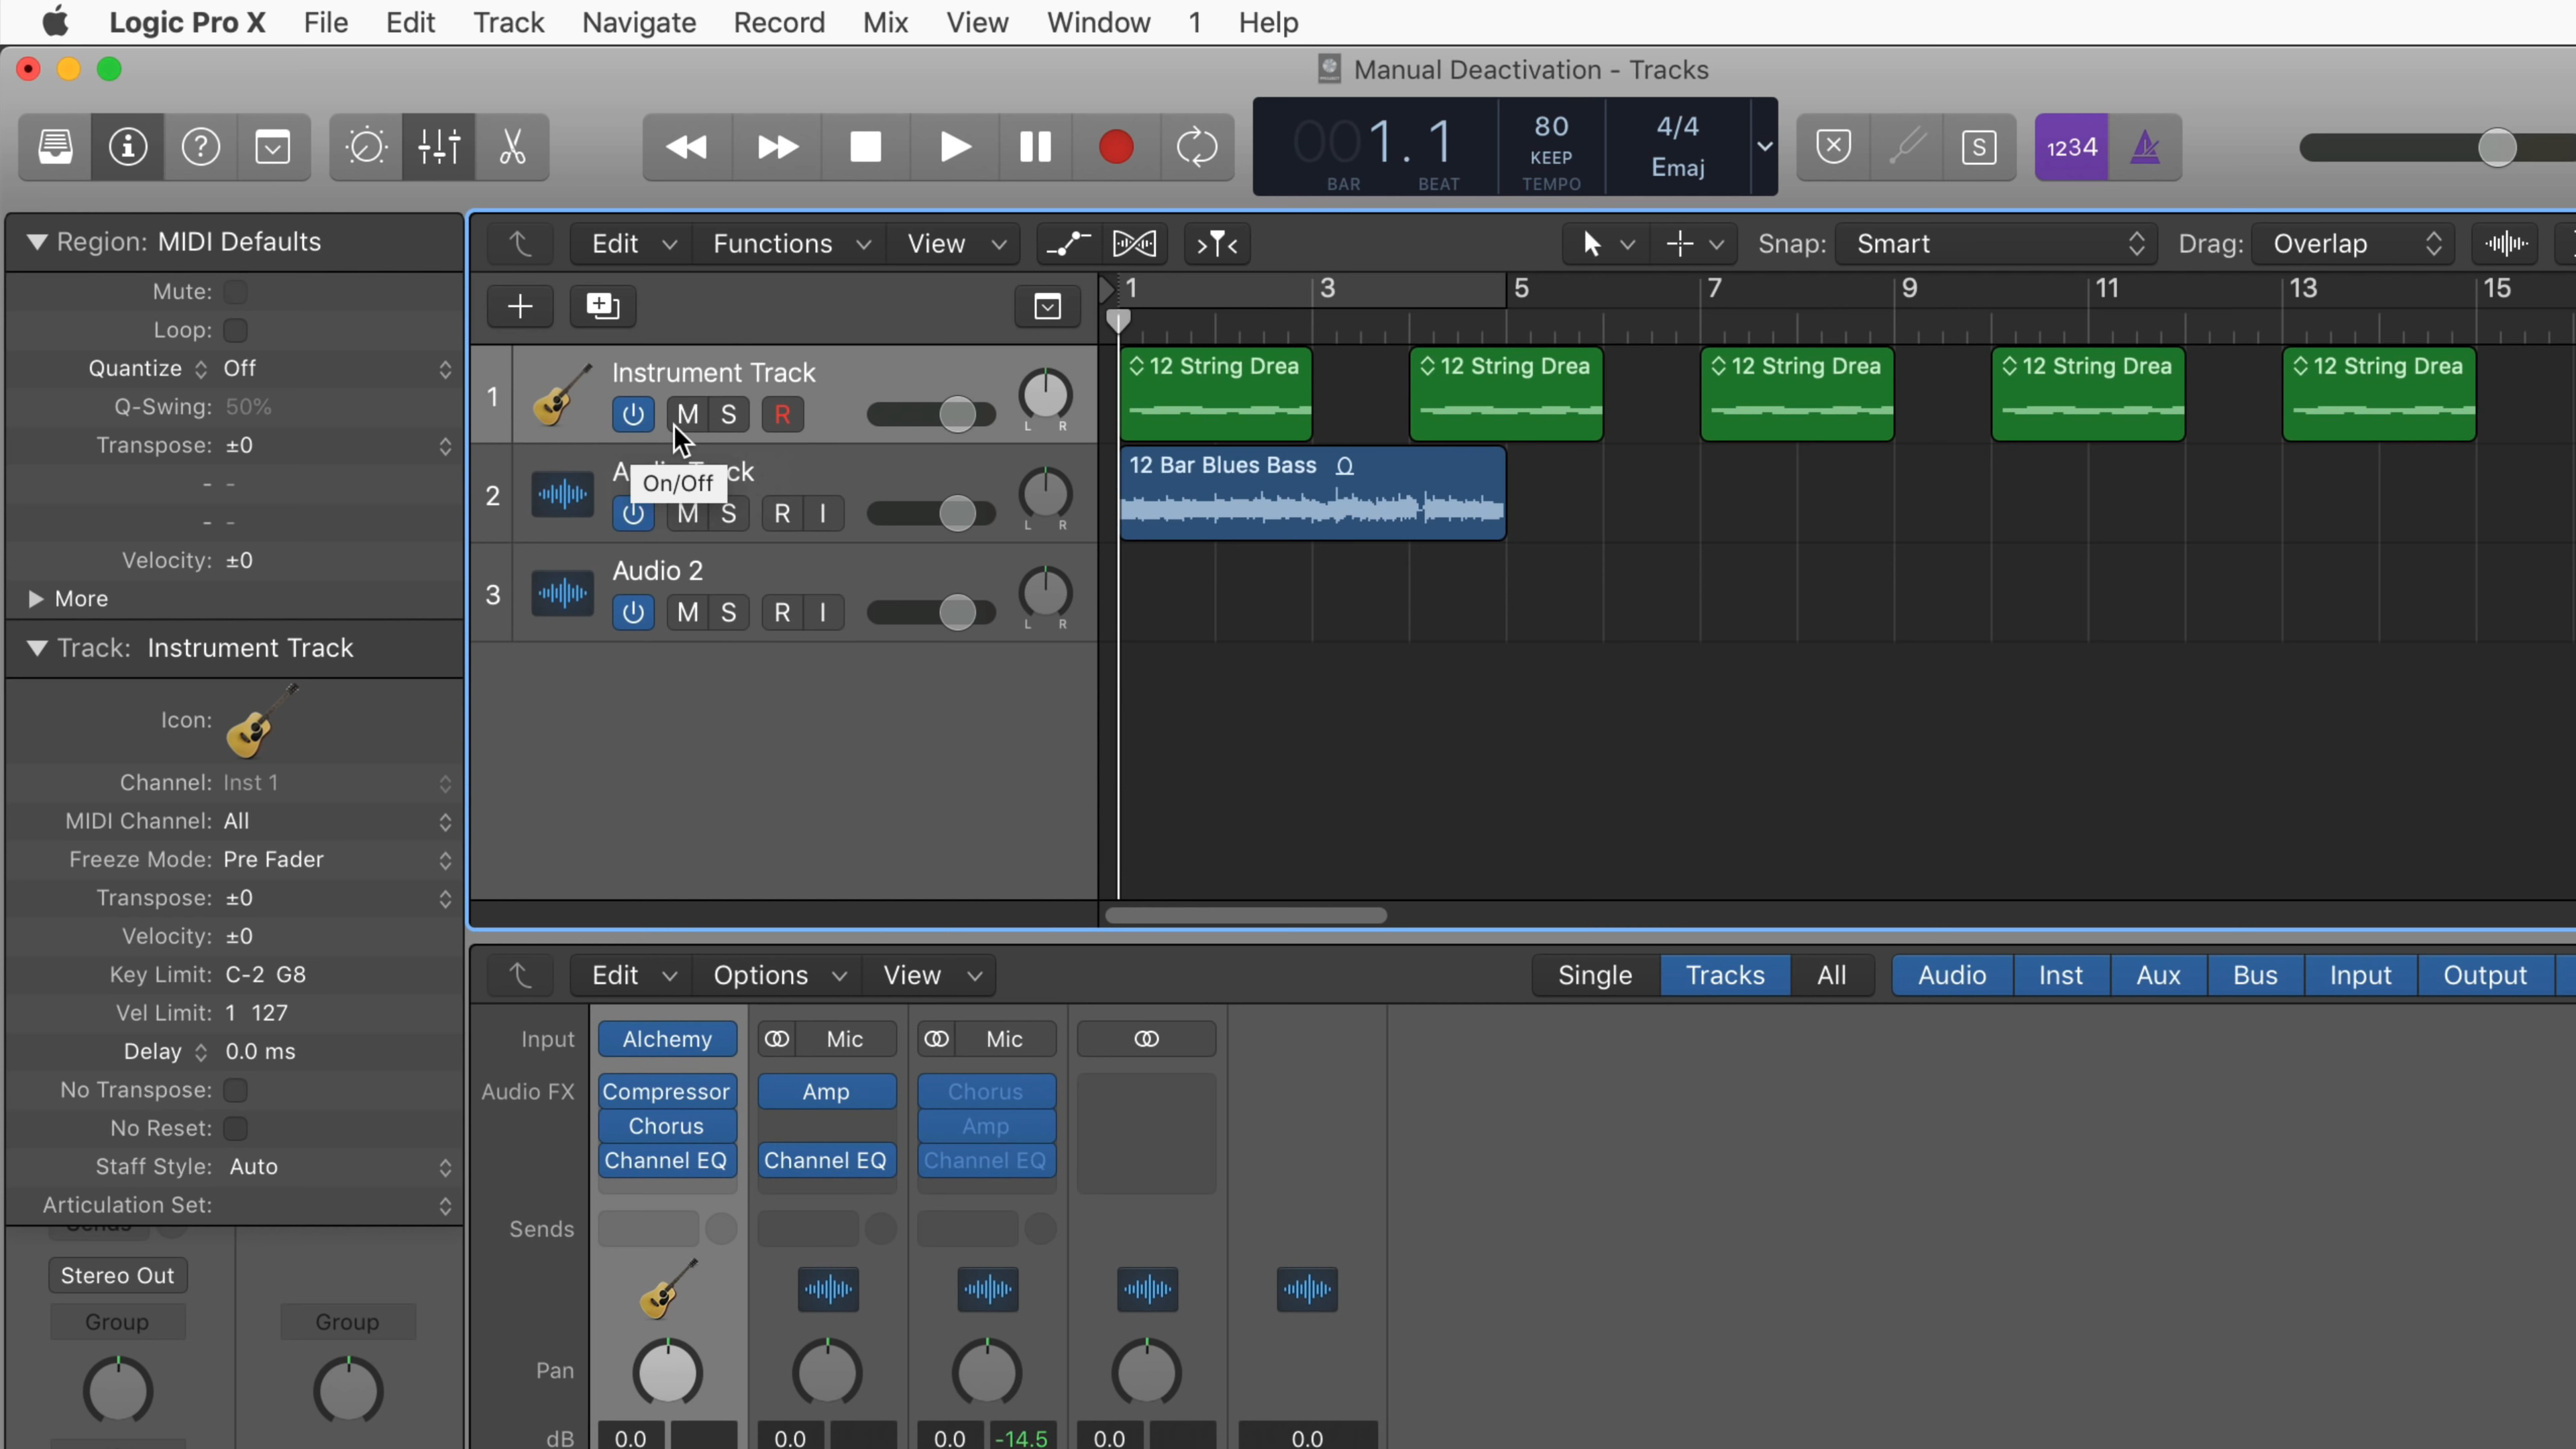 Logic Pro X File Edit Track Navigate Record Mix View Window 1 Help
Manual Deactivation - Tracks
001. 1 80 4/4
KEEP Emaj
BAR BEAT TEMPO
S 1234
Region: MIDI Defaults
Edit Functions View Snap: Smart Drag: Overlap
Mute:
Loop:
Quantize Off
Q-Swing: 50%
Transpose: ±0
- -
- -
Velocity: ±0
More
1 3 5 7 9 11 13 15
1 Instrument Track
M S R
L R
12 String Drea 12 String Drea 12 String Drea 12 String Drea 12 String Drea
2
On/Off
M S R I
L R
12 Bar Blues Bass
3 Audio 2
M S R I
L R
Track: Instrument Track
Icon:
Channel: Inst 1
MIDI Channel: All
Freeze Mode: Pre Fader
Transpose: ±0
Velocity: ±0
Key Limit: C-2 G8
Vel Limit: 1 127
Delay 0.0 ms
No Transpose:
No Reset:
Staff Style: Auto
Articulation Set:
Stereo Out
Group Group
Edit Options View Single Tracks All Audio Inst Aux Bus Input Output
Input Alchemy Mic Mic
Audio FX Compressor Amp Chorus
Chorus Amp
Channel EQ Channel EQ Channel EQ
Sends
Pan
dB 0.0 0.0 0.0 -14.5 0.0 0.0